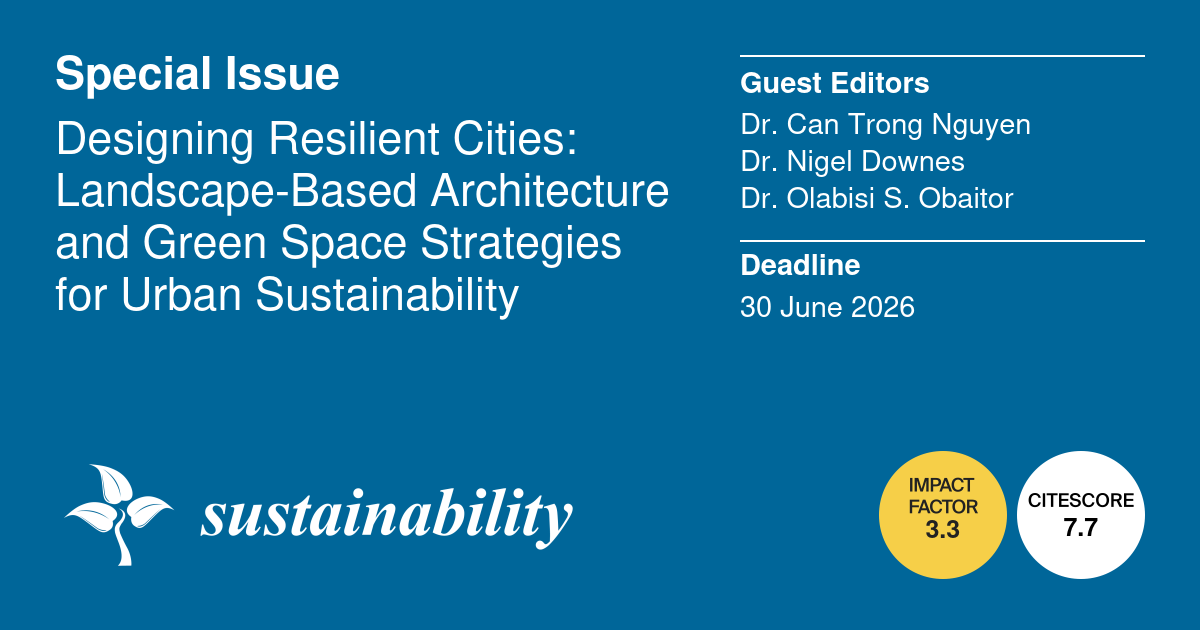 Special Issue
Designing Resilient Cities:
Landscape-Based Architecture
and Green Space Strategies
for Urban Sustainability
Guest Editors
Dr. Can Trong Nguyen
Dr. Nigel Downes
Dr. Olabisi S. Obaitor
Deadline
30 June 2026
sustainability
IMPACT
FACTOR
3.3
CITESCORE
7.7